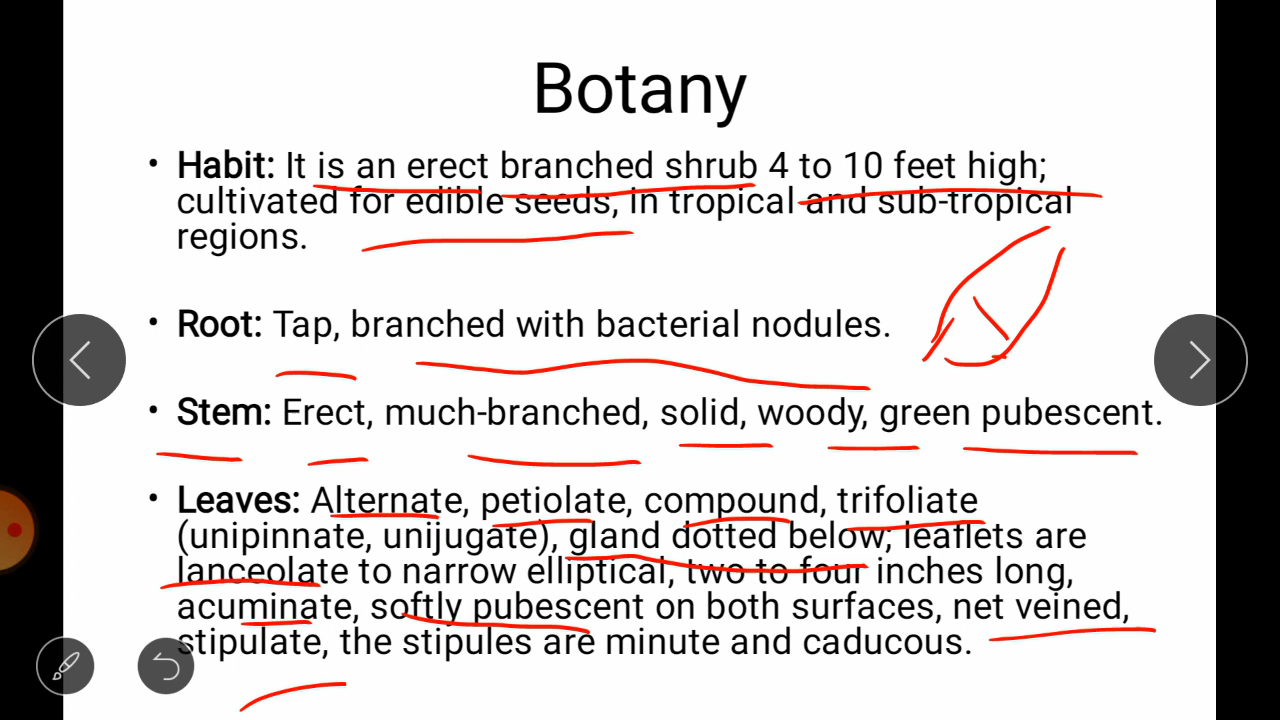 Botany
• Habit: It is an erect branched shrub 4 to 10 feet high;
cultivated for edible seeds, in tropical and sub-tropical
regions.
• Root: Tap, branched with bacterial nodules.
• Stem: Erect, much-branched, solid, woody, green pubescent.
• Leaves: Alternate, petiolate, compound, trifoliate
(unipinnate, unijugate), gland dotted below; leaflets are
lanceolate to narrow elliptical, two to four inches long,
acuminate, softly pubescent on both surfaces, net veined,
stipulate, the stipules are minute and caducous.